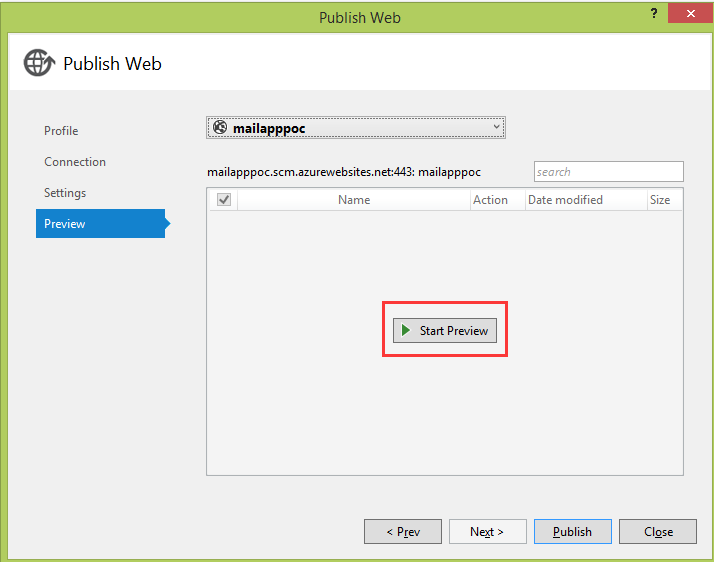 Publish Web
?
Publish Web
Profile
Connection
Settings
Preview
mailapppoc
mailapppoc.scm.azurewebsites.net:443: mailapppoc
search
Name Action Date modified Size
Start Preview
< Prev Next > Publish Close